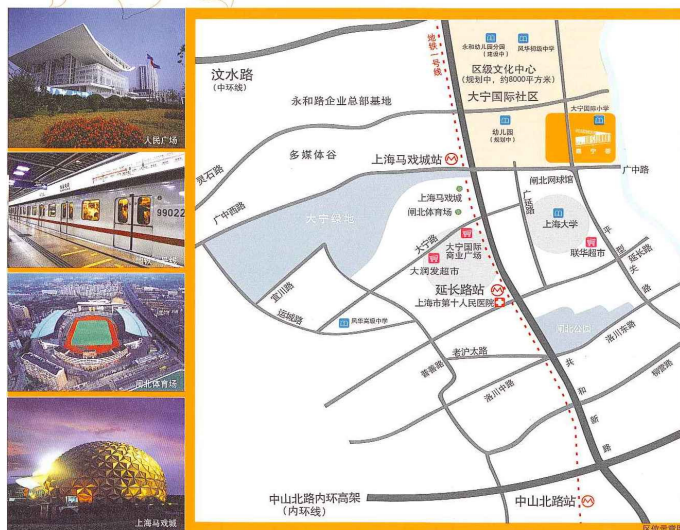 人民广场
99022
闸北体育场
上海马戏城
地铁一号线
永和幼儿园分园
（建设中）
风华初级中学
汶水路
（中环线）
区级文化中心
（规划中，约8000平方米）
永和路企业总部基地
大宁国际社区
大宁国际小学
幼儿园
（规划中）
多媒体谷
上海马戏城站
灵石路
广中路
闸北网球馆
广中西路
上海马戏城
广延路
大宁绿地
闸北体育场
上海大学
平型关路
大宁路
大宁国际
商业广场
联华超市
延长路
大润发超市
宜川路
延长路站
上海市第十人民医院
运城路
风华高级中学
闸北公园
洛川东路
老沪太路
普善路
共和新路
洛川中路
柳营路
中山北路内环高架
（内环线）
中山北路站